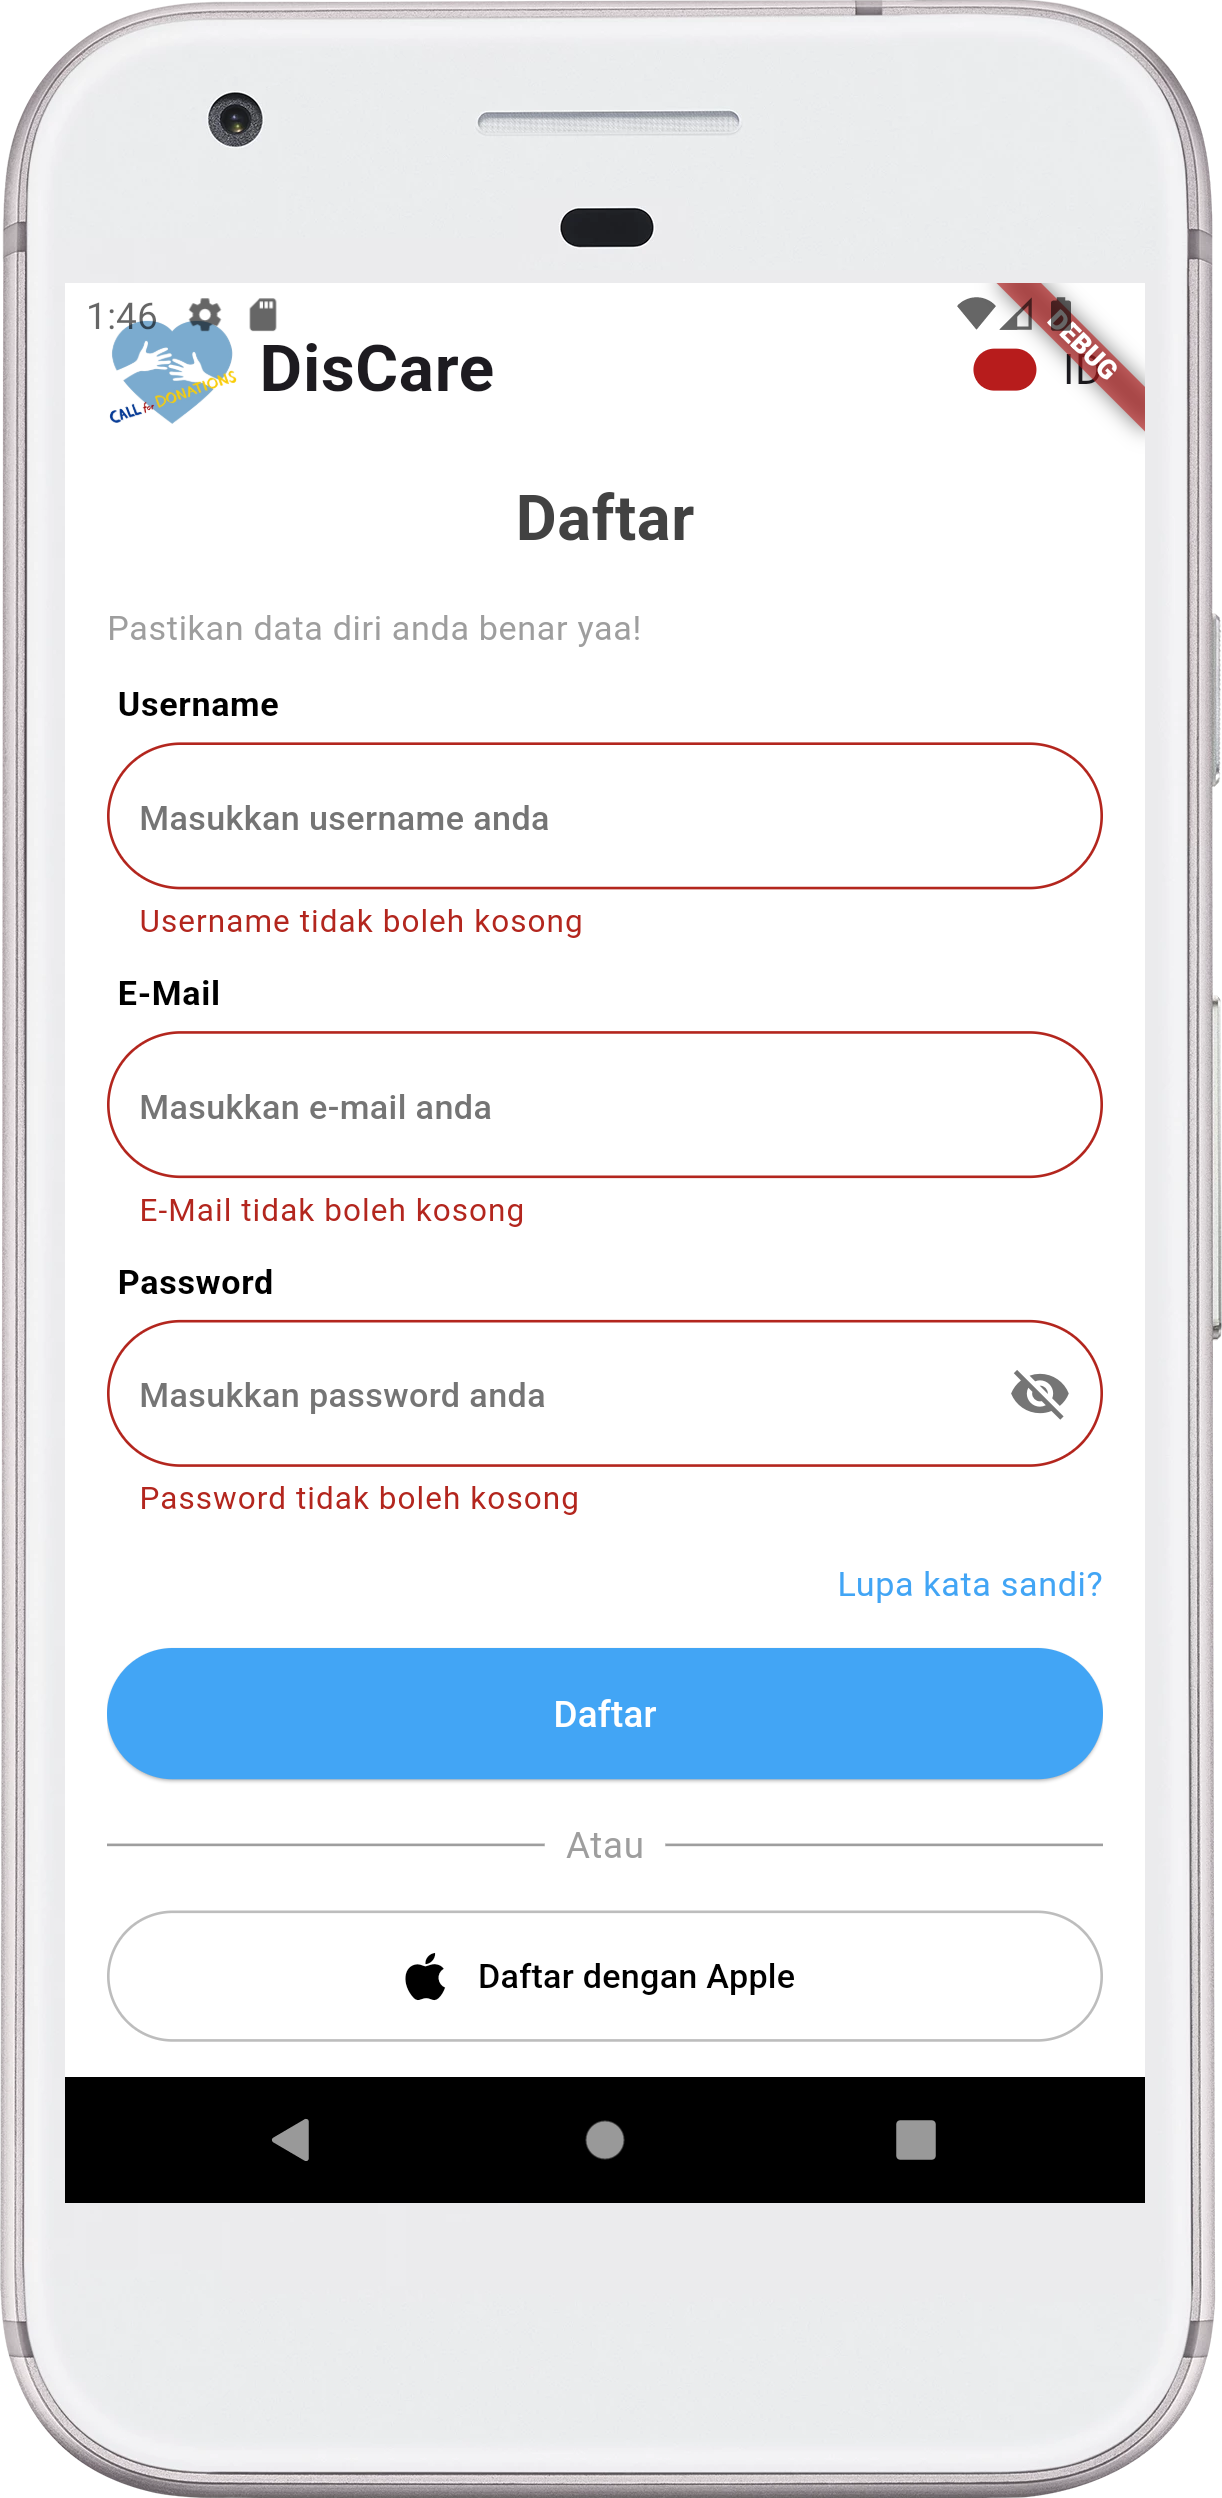 1:46
DisCare
CALL for DONATIONS
ID
DEBUG
Daftar
Pastikan data diri anda benar yaa!
Username
Masukkan username anda
Username tidak boleh kosong
E-Mail
Masukkan e-mail anda
E-Mail tidak boleh kosong
Password
Masukkan password anda
Password tidak boleh kosong
Lupa kata sandi?
Daftar
Atau
Daftar dengan Apple